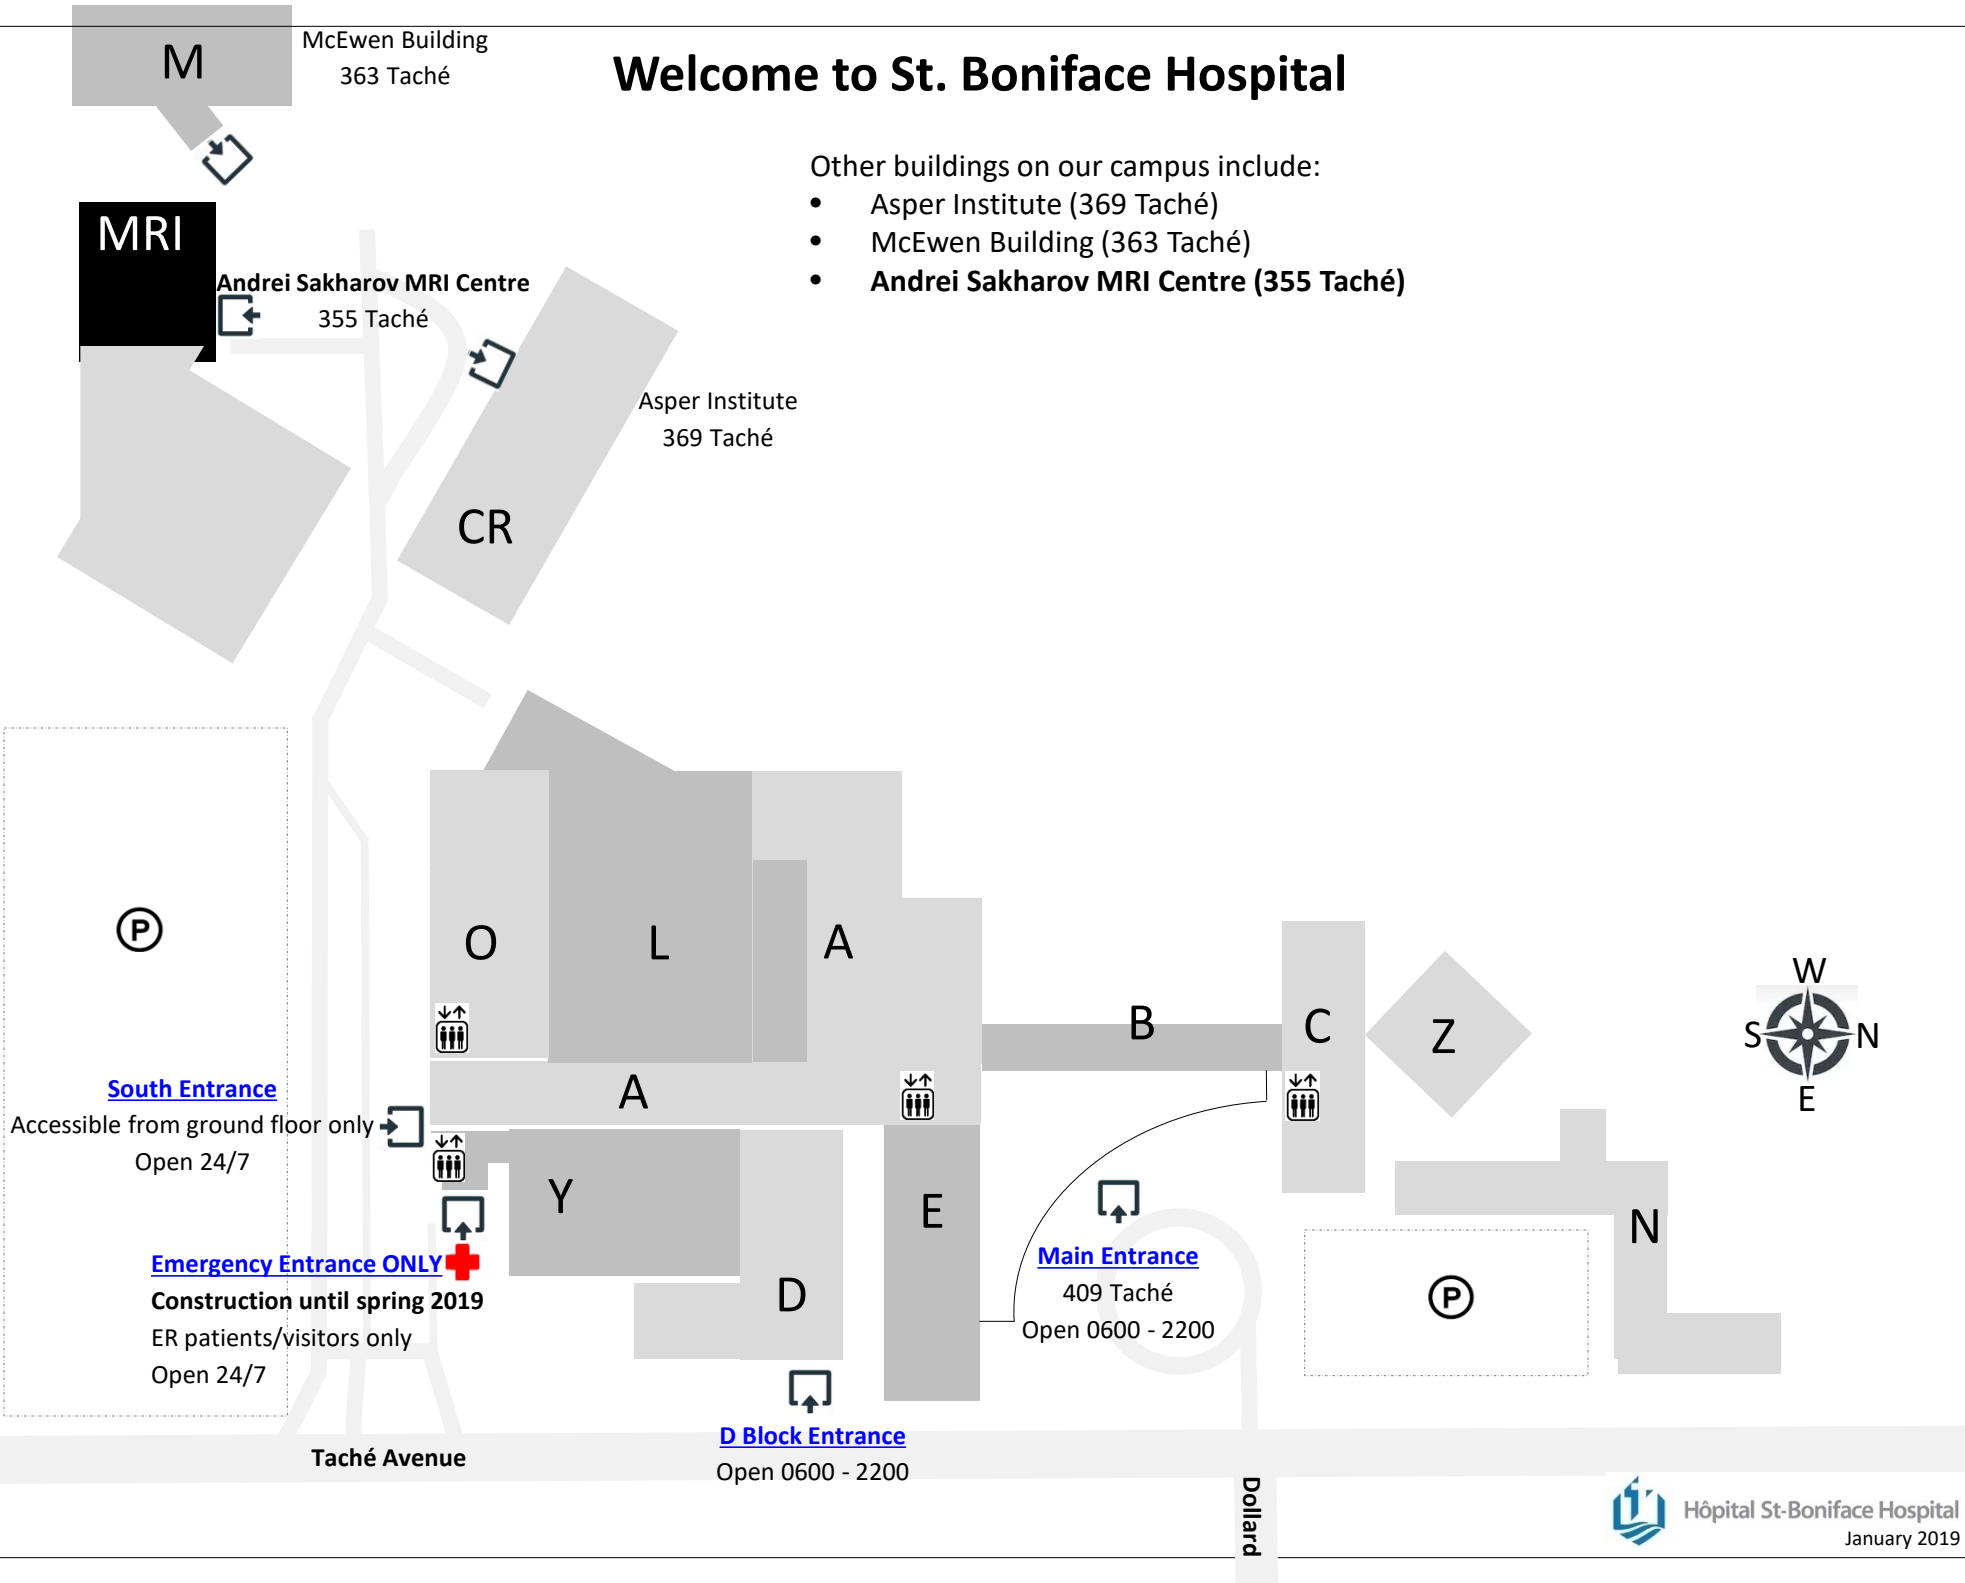 M
McEwen Building
363 Taché
Welcome to St. Boniface Hospital
Other buildings on our campus include:
• Asper Institute (369 Taché)
• McEwen Building (363 Taché)
• Andrei Sakharov MRI Centre (355 Taché)
MRI
Andrei Sakharov MRI Centre
355 Taché
Asper Institute
369 Taché
CR
P
O
L
A
B
C
Z
W
S
N
E
A
South Entrance
Accessible from ground floor only
Open 24/7
Y
E
D
N
Emergency Entrance ONLY
Construction until spring 2019
ER patients/visitors only
Open 24/7
Main Entrance
409 Taché
Open 0600 - 2200
P
D Block Entrance
Open 0600 - 2200
Taché Avenue
Dollard
Hôpital St-Boniface Hospital
January 2019